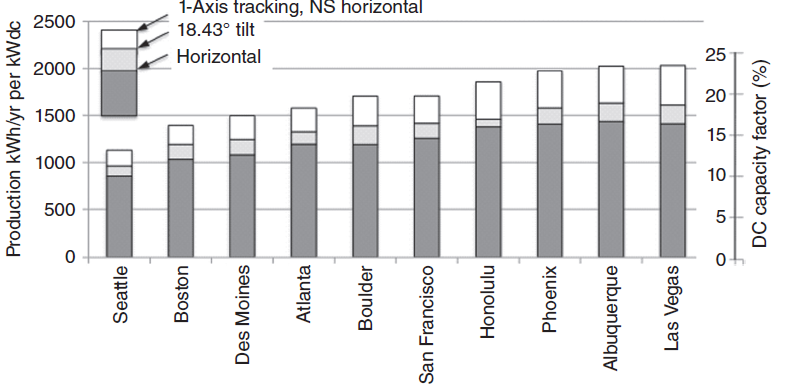 1-Axis tracking, NS horizontal
18.43° tilt
Horizontal
Production kWh/yr per kWdc
2500
2000
1500
1000
500
0
25
20
15
10
5
0
DC capacity factor (%)
Seattle
Boston
Des Moines
Atlanta
Boulder
San Francisco
Honolulu
Phoenix
Albuquerque
Las Vegas